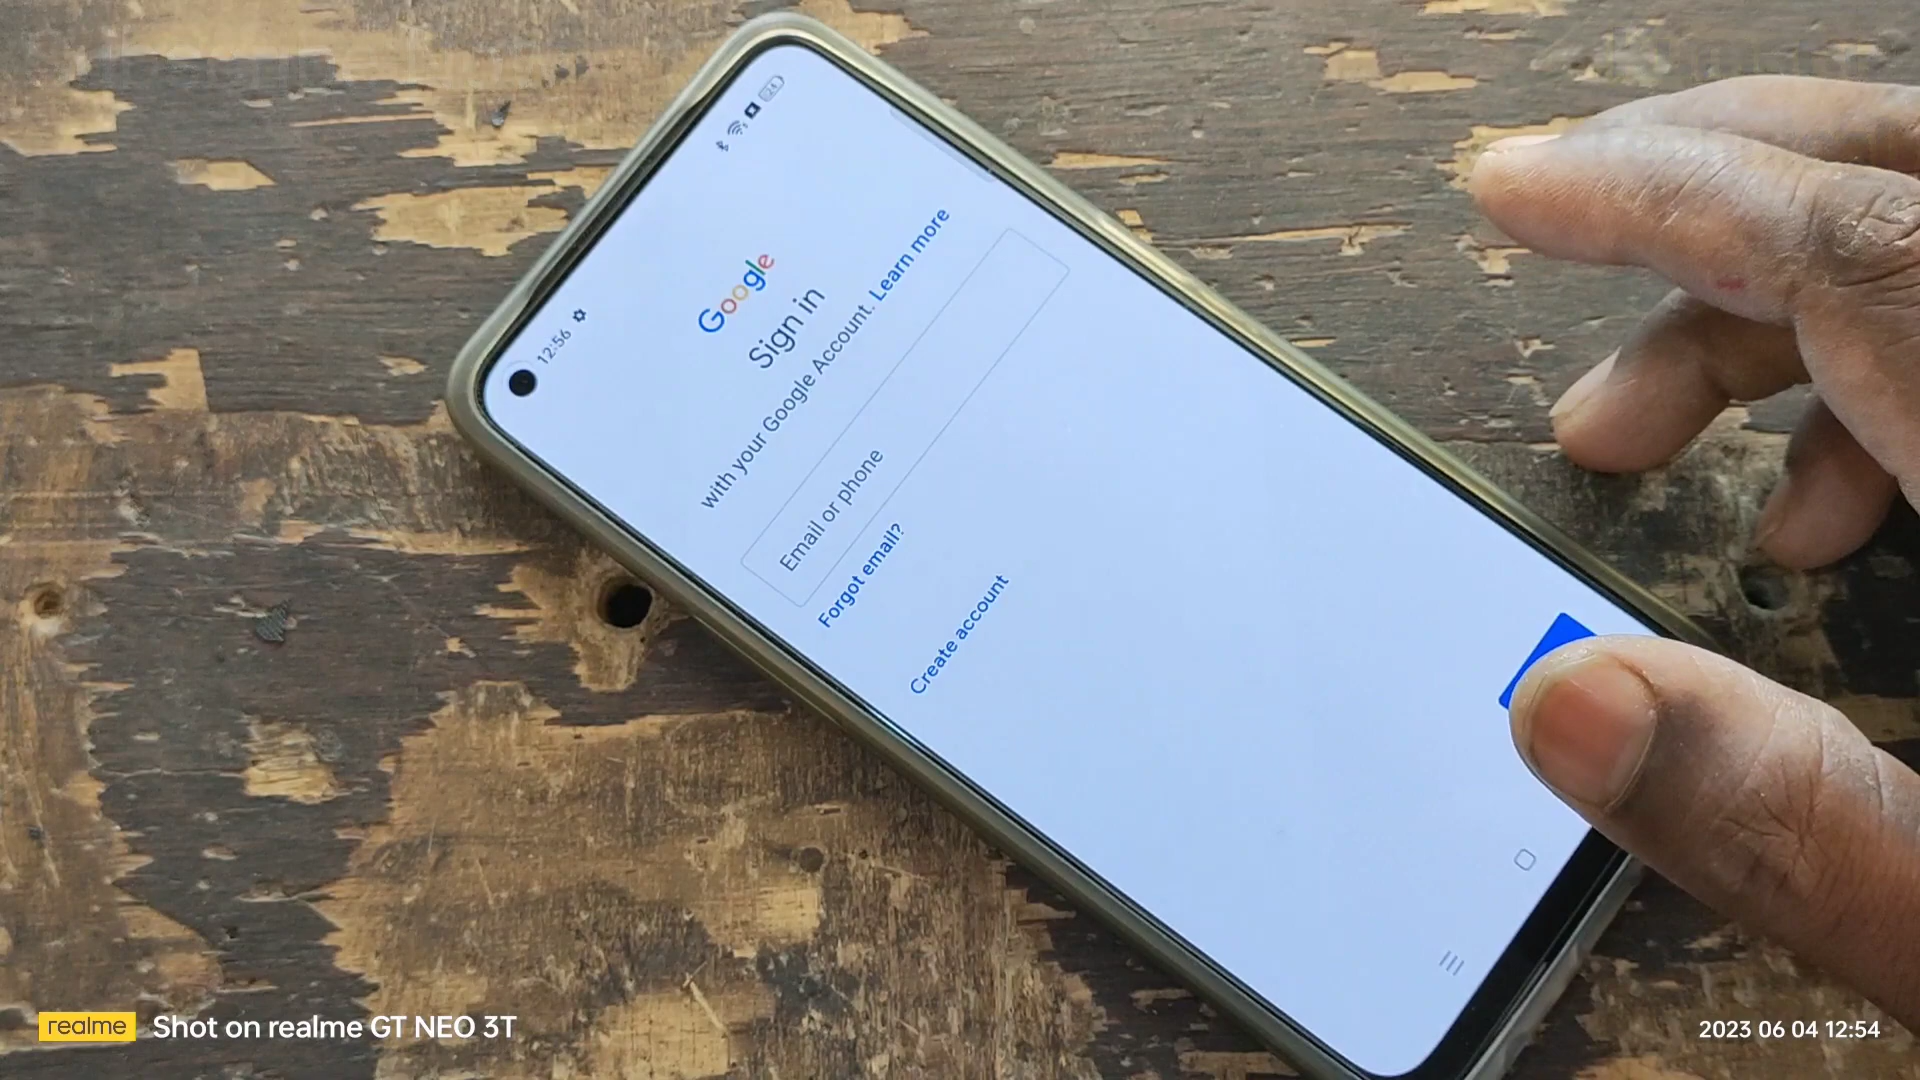 12:56
24
Google
Sign in
with your Google Account. Learn more
Email or phone
Forgot email?
Create account
realme Shot on realme GT NEO 3T
2023 06 04 12:54